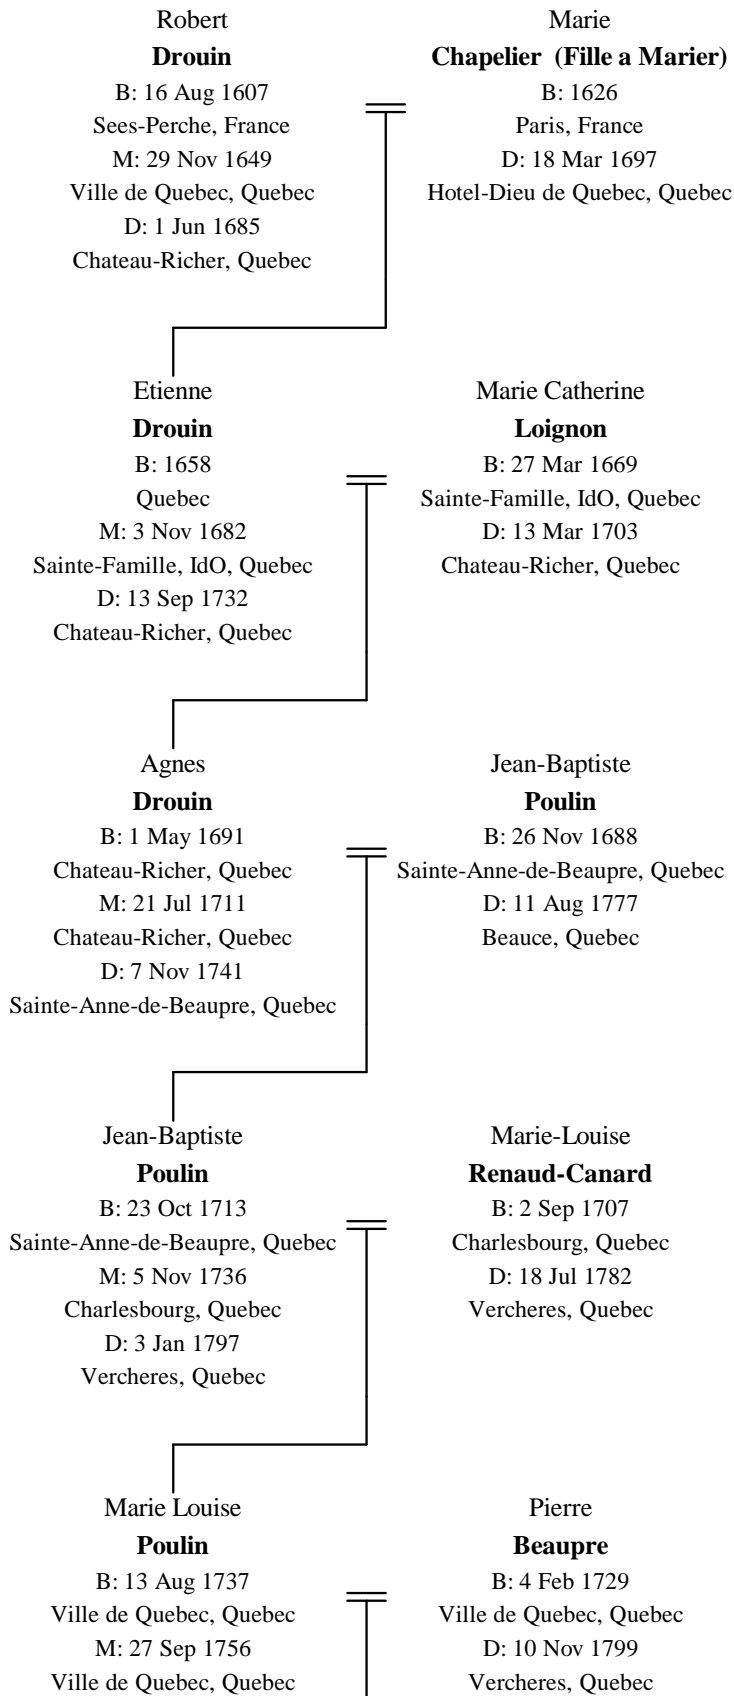 Robert
Drouin
B: 16 Aug 1607
Sees-Perche, France
M: 29 Nov 1649
Ville de Quebec, Quebec
D: 1 Jun 1685
Chateau-Richer, Quebec
Marie
Chapelier (Fille a Marier)
B: 1626
Paris, France
D: 18 Mar 1697
Hotel-Dieu de Quebec, Quebec
Etienne
Drouin
B: 1658
Quebec
M: 3 Nov 1682
Sainte-Famille, IdO, Quebec
D: 13 Sep 1732
Chateau-Richer, Quebec
Marie Catherine
Loignon
B: 27 Mar 1669
Sainte-Famille, IdO, Quebec
D: 13 Mar 1703
Chateau-Richer, Quebec
Agnes
Drouin
B: 1 May 1691
Chateau-Richer, Quebec
M: 21 Jul 1711
Chateau-Richer, Quebec
D: 7 Nov 1741
Sainte-Anne-de-Beaupre, Quebec
Jean-Baptiste
Poulin
B: 26 Nov 1688
Sainte-Anne-de-Beaupre, Quebec
D: 11 Aug 1777
Beauce, Quebec
Jean-Baptiste
Poulin
B: 23 Oct 1713
Sainte-Anne-de-Beaupre, Quebec
M: 5 Nov 1736
Charlesbourg, Quebec
D: 3 Jan 1797
Vercheres, Quebec
Marie-Louise
Renaud-Canard
B: 2 Sep 1707
Charlesbourg, Quebec
D: 18 Jul 1782
Vercheres, Quebec
Marie Louise
Poulin
B: 13 Aug 1737
Ville de Quebec, Quebec
M: 27 Sep 1756
Ville de Quebec, Quebec
Pierre
Beaupre
B: 4 Feb 1729
Ville de Quebec, Quebec
D: 10 Nov 1799
Vercheres, Quebec